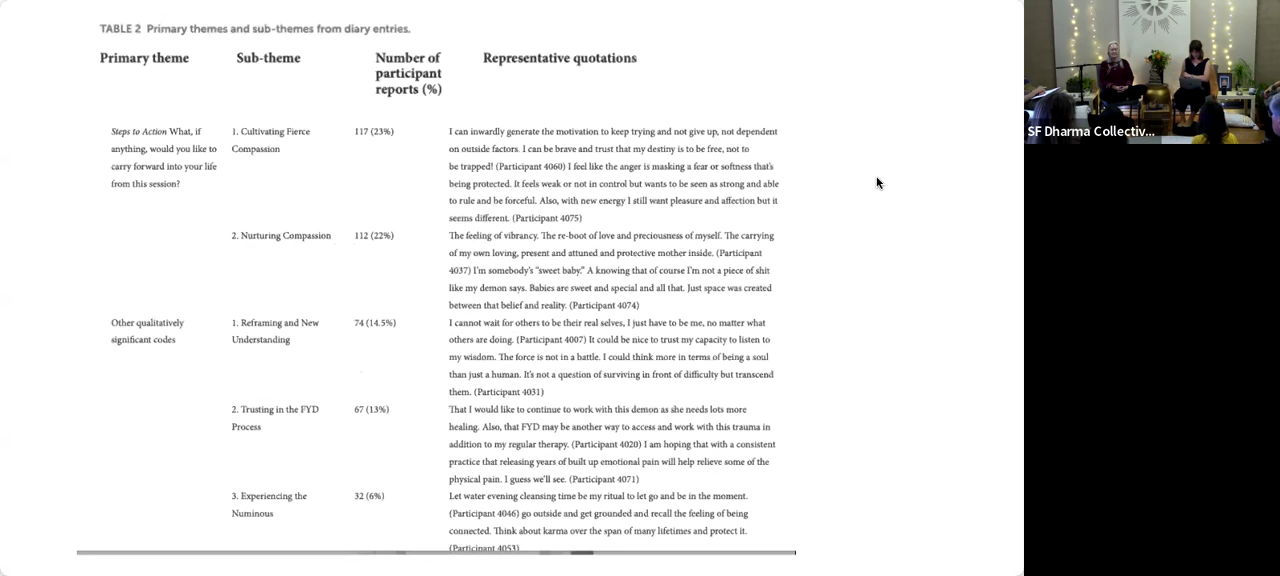 TABLE 2 Primary themes and sub-themes from diary entries.
Primary theme
Sub-theme
Number of
participant
reports (%)
Representative quotations
Steps to Action What, if
anything, would you like to
carry forward into your life
from this session?
1. Cultivating Fierce
Compassion
117 (23%)
I can inwardly generate the motivation to keep trying and not give up, not dependent
on outside factors. I can be brave and trust that my destiny is to be free, not to
be trapped! (Participant 4060) I feel like the anger is masking a fear or softness that's
being protected. It feels weak or not in control but wants to be seen as strong and able
to rule and be forceful. Also, with new energy I still want pleasure and affection but it
seems different. (Participant 4075)
2. Nurturing Compassion
112 (22%)
The feeling of vibrancy. The re-boot of love and preciousness of myself. The carrying
of my own loving, present and attuned and protective mother inside. (Participant
4037) I'm somebody's “sweet baby.” A knowing that of course I'm not a piece of shit
like my demon says. Babies are sweet and special and all that. Just space was created
between that belief and reality. (Participant 4074)
Other qualitatively
significant codes
1. Reframing and New
Understanding
74 (14.5%)
I cannot wait for others to be their real selves, I just have to be me, no matter what
others are doing. (Participant 4007) It could be nice to trust my capacity to listen to
my wisdom. The force is not in a battle. I could think more in terms of being a soul
than just a human. It's not a question of surviving in front of difficulty but transcend
them. (Participant 4031)
2. Trusting in the FYD
Process
67 (13%)
That I would like to continue to work with this demon as she needs lots more
healing. Also, that FYD may be another way to access and work with this trauma in
addition to my regular therapy. (Participant 4020) I am hoping that with a consistent
practice that releasing years of built up emotional pain will help relieve some of the
physical pain. I guess we'll see. (Participant 4071)
3. Experiencing the
Numinous
32 (6%)
Let water evening cleansing time be my ritual to let go and be in the moment.
(Participant 4046) go outside and get grounded and recall the feeling of being
connected. Think about karma over the span of many lifetimes and protect it.
(Participant 4053)
SF Dharma Collectiv...